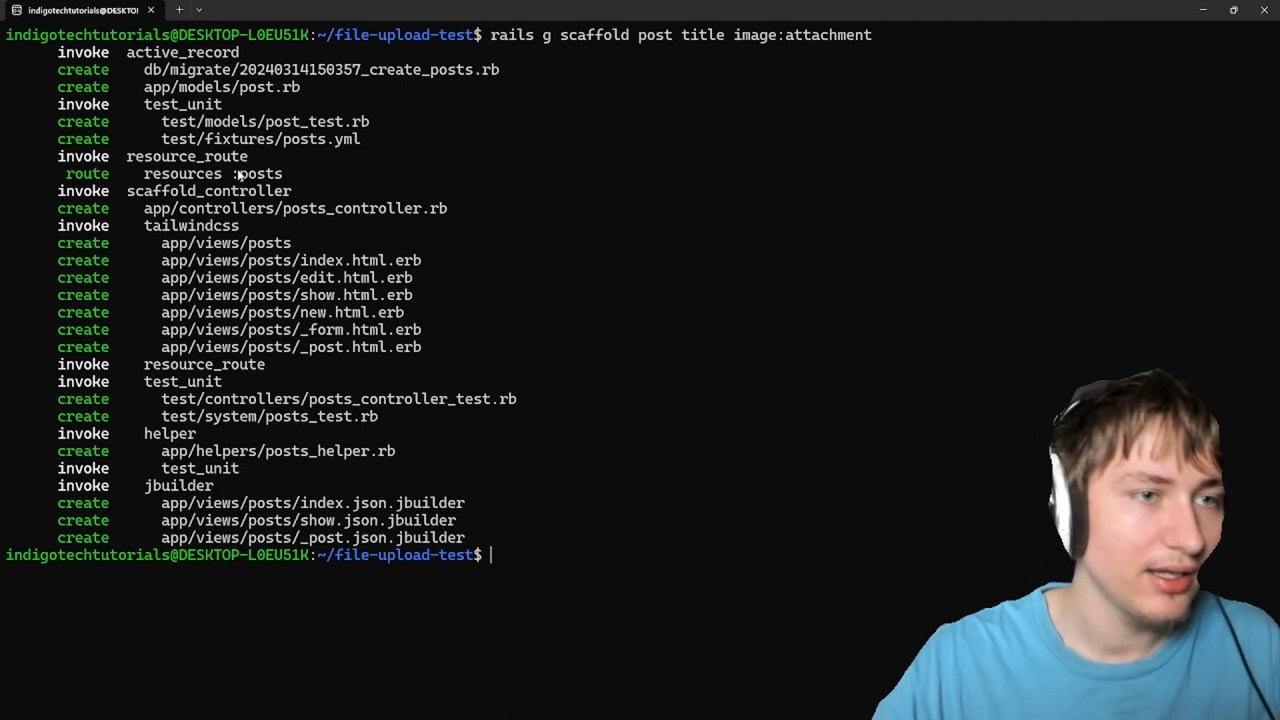 indigotechtutorials@DESKTO
indigotechtutorials@DESKTOP-L0EU51K:~/file-upload-test$ rails g scaffold post title image:attachment
invoke active_record
create db/migrate/20240314150357_create_posts.rb
create app/models/post.rb
invoke test_unit
create test/models/post_test.rb
create test/fixtures/posts.yml
invoke resource_route
route resources :posts
invoke scaffold_controller
create app/controllers/posts_controller.rb
invoke tailwindcss
create app/views/posts
create app/views/posts/index.html.erb
create app/views/posts/edit.html.erb
create app/views/posts/show.html.erb
create app/views/posts/new.html.erb
create app/views/posts/_form.html.erb
create app/views/posts/_post.html.erb
invoke resource_route
invoke test_unit
create test/controllers/posts_controller_test.rb
create test/system/posts_test.rb
invoke helper
create app/helpers/posts_helper.rb
invoke test_unit
invoke jbuilder
create app/views/posts/index.json.jbuilder
create app/views/posts/show.json.jbuilder
create app/views/posts/_post.json.jbuilder
indigotechtutorials@DESKTOP-L0EU51K:~/file-upload-test$